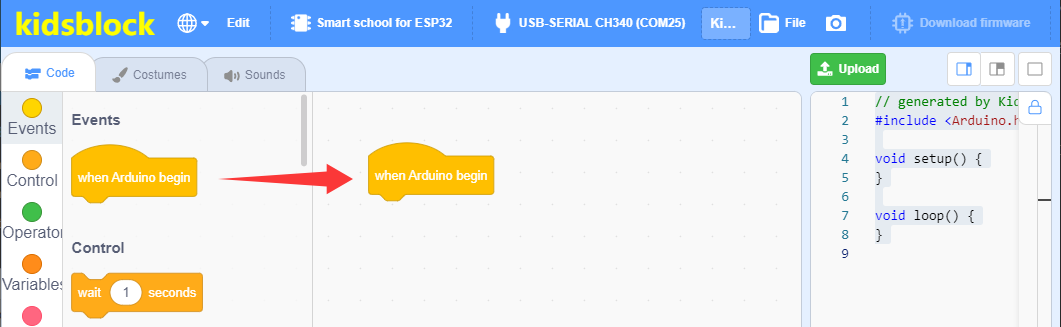 kidsblock Edit Smart school for ESP32 USB-SERIAL CH340 (COM25) Ki... File Download firmware
Code Costumes Sounds Upload
Events
Control
Operator
Variables
Events
when Arduino begin
Control
wait 1 seconds
when Arduino begin
1 // generated by Kid
2 #include <Arduino.h
3
4 void setup() {
5 }
6
7 void loop() {
8 }
9